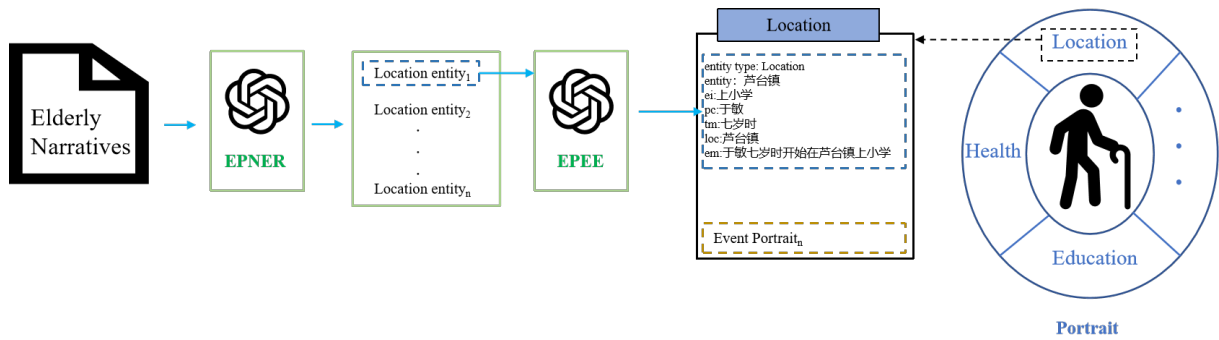 Elderly
Narratives
EPNER
Location entity1
Location entity2
.
.
.
Location entityn
EPEE
Location
entity type: Location
entity：芦台镇
ei:上小学
pc:于敏
tm:七岁时
loc:芦台镇
em:于敏七岁时开始在芦台镇上小学
Event Portraitn
Location
Health
Education
Portrait